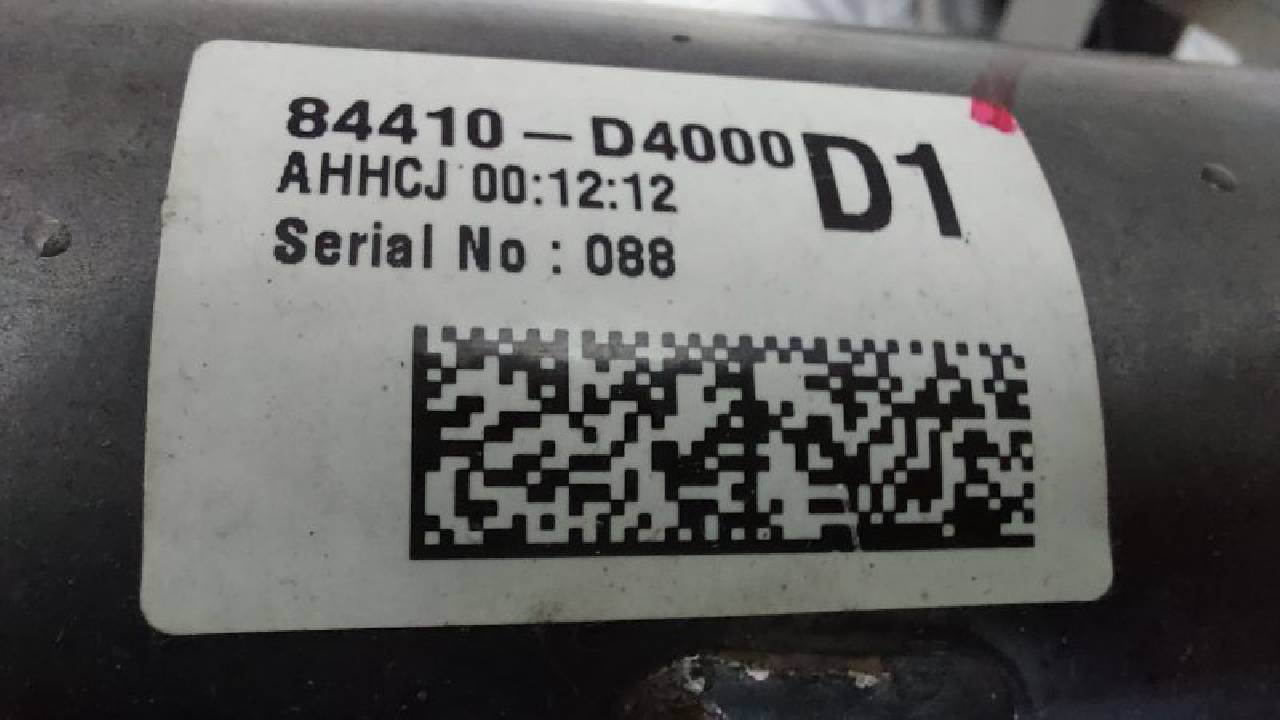 84410-D4000 D1
AHHCJ 00:12:12
Serial No : 088